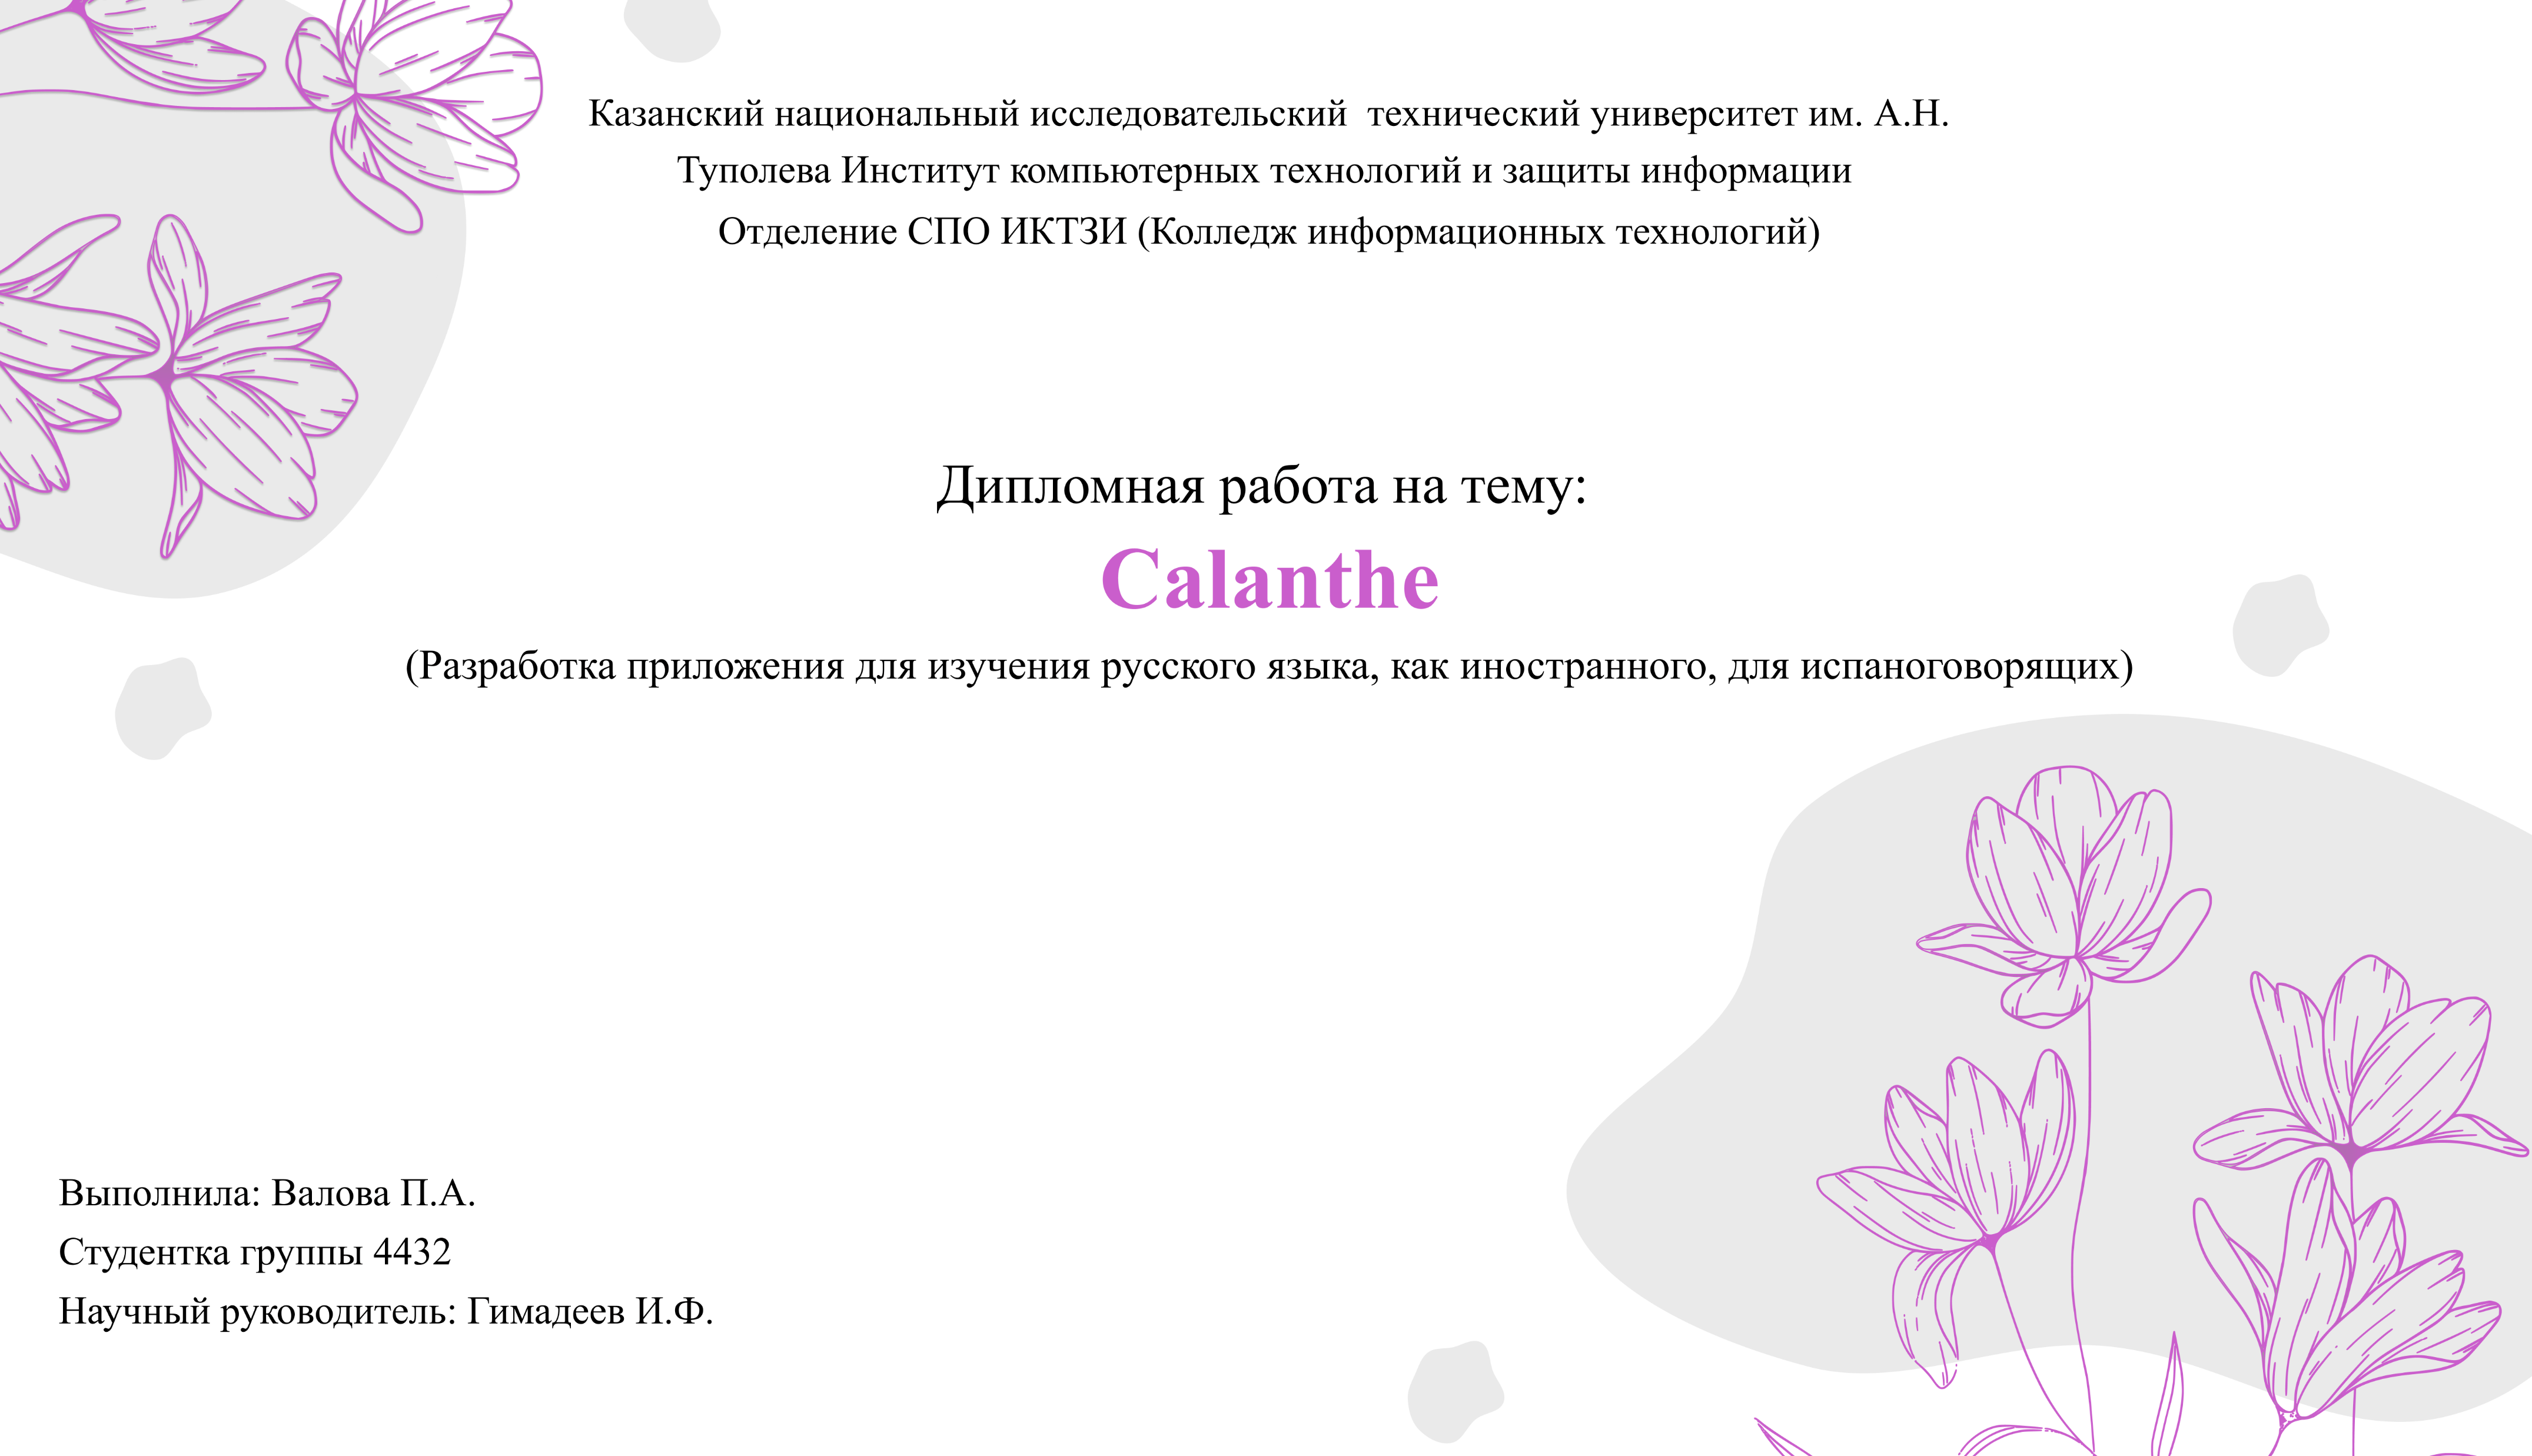 Казанский национальный исследовательский  технический университет им. А.Н.
Туполева Институт компьютерных технологий и защиты информации
Отделение СПО ИКТЗИ (Колледж информационных технологий)
Дипломная работа на тему:
Calanthe
(Разработка приложения для изучения русского языка, как иностранного, для испаноговорящих)
Выполнила: Валова П.А.
Студентка группы 4432
Научный руководитель: Гимадеев И.Ф.